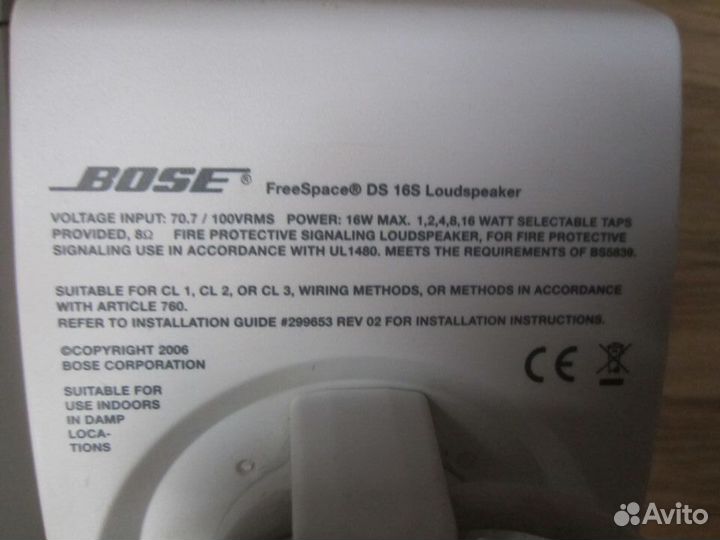 BOSE® FreeSpace® DS 16S Loudspeaker
VOLTAGE INPUT: 70.7 / 100VRMS POWER: 16W MAX. 1,2,4,8,16 WATT SELECTABLE TAPS
PROVIDED, 8Ω FIRE PROTECTIVE SIGNALING LOUDSPEAKER, FOR FIRE PROTECTIVE
SIGNALING USE IN ACCORDANCE WITH UL1480. MEETS THE REQUIREMENTS OF BS5839.
SUITABLE FOR CL 1, CL 2, OR CL 3, WIRING METHODS, OR METHODS IN ACCORDANCE
WITH ARTICLE 760.
REFER TO INSTALLATION GUIDE #299653 REV 02 FOR INSTALLATION INSTRUCTIONS.
©COPYRIGHT 2006
BOSE CORPORATION
CE
SUITABLE FOR
USE INDOORS
IN DAMP
LOCA-
TIONS
Avito